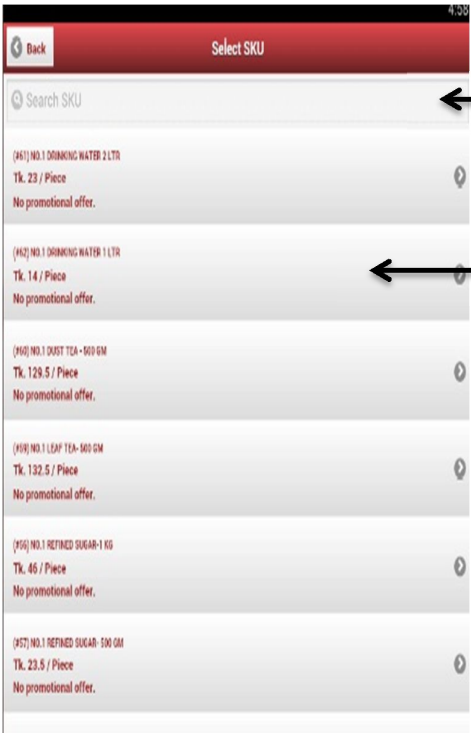 4:58
Back
Select SKU
Search SKU
(#61) NO.1 DRINKING WATER 2 LTR
Tk. 23 / Piece
No promotional offer.
(#62) NO.1 DRINKING WATER 1 LTR
Tk. 14 / Piece
No promotional offer.
(#60) NO.1 DUST TEA - 500 GM
Tk. 129.5 / Piece
No promotional offer.
(#59) NO.1 LEAF TEA- 500 GM
Tk. 132.5 / Piece
No promotional offer.
(#56) NO.1 REFINED SUGAR-1 KG
Tk. 46 / Piece
No promotional offer.
(#57) NO.1 REFINED SUGAR- 500 GM
Tk. 23.5 / Piece
No promotional offer.